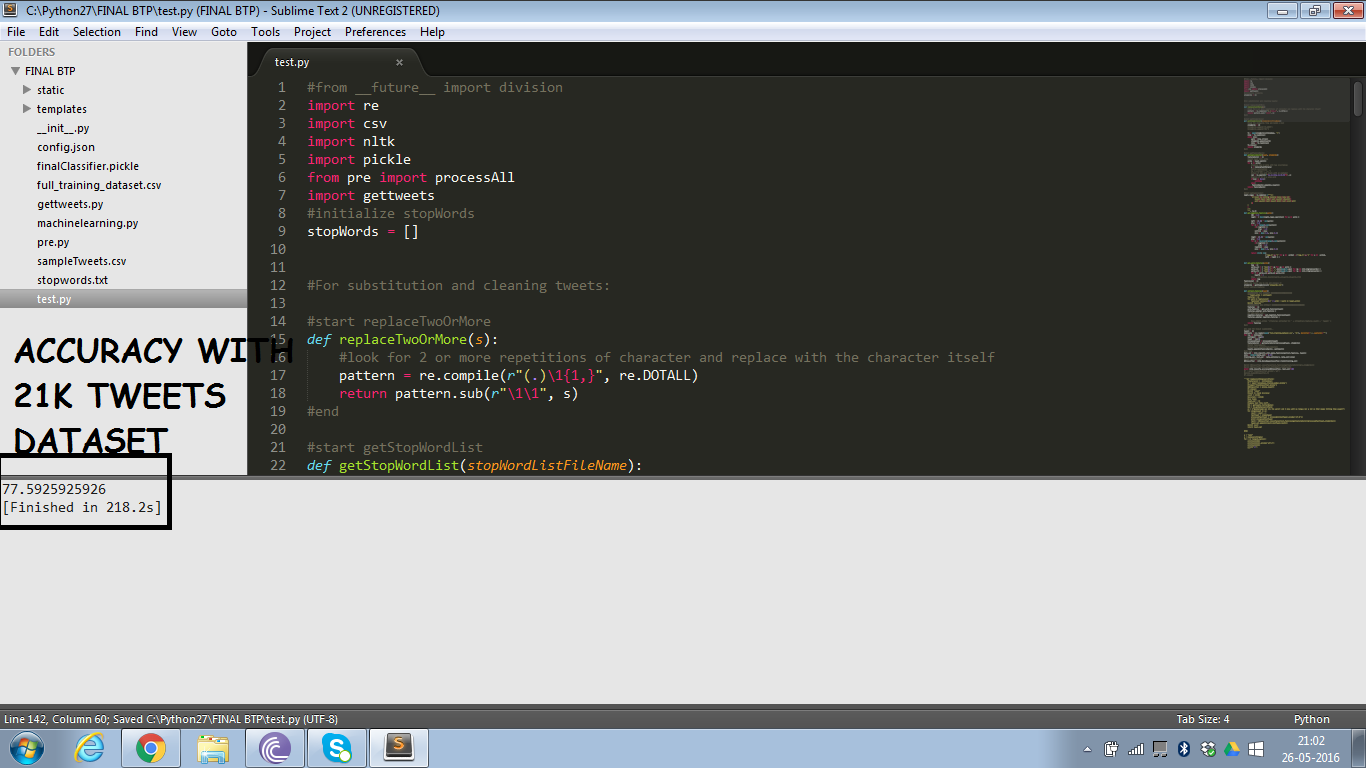 C:\Python27\FINAL BTP\test.py (FINAL BTP) - Sublime Text 2 (UNREGISTERED)
File Edit Selection Find View Goto Tools Project Preferences Help
FOLDERS
FINAL BTP
static
templates
__init__.py
config.json
finalClassifier.pickle
full_training_dataset.csv
gettweets.py
machinelearning.py
pre.py
sampleTweets.csv
stopwords.txt
test.py
ACCURACY WITH
21K TWEETS
DATASET
test.py
1 #from __future__ import division
2 import re
3 import csv
4 import nltk
5 import pickle
6 from pre import processAll
7 import gettweets
8 #initialize stopWords
9 stopWords = []
10
11
12 #For substitution and cleaning tweets:
13
14 #start replaceTwoOrMore
15 def replaceTwoOrMore(s):
16 #look for 2 or more repetitions of character and replace with the character itself
17 pattern = re.compile(r"(.)\1{1,}", re.DOTALL)
18 return pattern.sub(r"\1\1", s)
19 #end
20
21 #start getStopWordList
22 def getStopWordList(stopWordListFileName):
77.5925925926
[Finished in 218.2s]
Line 142, Column 60; Saved C:\Python27\FINAL BTP\test.py (UTF-8)
Tab Size: 4
Python
21:02
26-05-2016